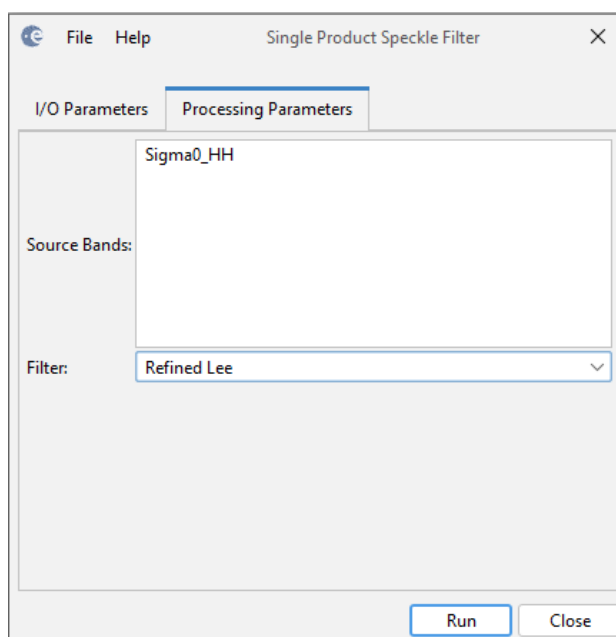 File Help Single Product Speckle Filter
I/O Parameters Processing Parameters
Sigma0_HH
Source Bands:
Filter: Refined Lee
Run Close